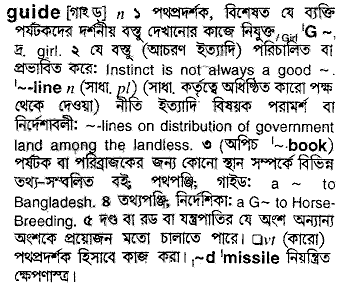 guide [গাইড্] n ১ পথপ্রদর্শক, বিশেষত যে ব্যক্তি
পর্যটকদের দর্শনীয় বস্তু দেখানোর কাজে নিযুক্ত, Girl ˈG ~,
দ্র. girl. ২ যে বস্তু (আচরণ ইত্যাদি) পরিচালিত বা
প্রভাবিত করে: Instinct is not always a good ~.
ˈ~-line n (সাধা. pl) (সাধা. কর্তৃত্বে অধিষ্ঠিত কারো পক্ষ
থেকে দেওয়া) নীতি ইত্যাদি বিষয়ক পরামর্শ বা
নির্দেশাবলী: ~-lines on distribution of government
land among the landless. ৩ (অপিচ ˈ~-book)
পর্যটক বা পরিব্রাজকের জন্য কোনো স্থান সম্পর্কে বিভিন্ন
তথ্য-সম্বলিত বই; পথপঞ্জি; গাইড: a ~ to
Bangladesh. ৪ তথ্যপঞ্জি; নির্দেশিকা: a G~ to Horse-
Breeding. ৫ দণ্ড বা রড বা যন্ত্রপাতির যে অংশ অন্যান্য
অংশকে প্রয়োজন মতো চালাতে পারে। □vt (কারো)
পথপ্রদর্শক হিসাবে কাজ করা। ˌ~d ˈmissile নিয়ন্ত্রিত
ক্ষেপণাস্ত্র।